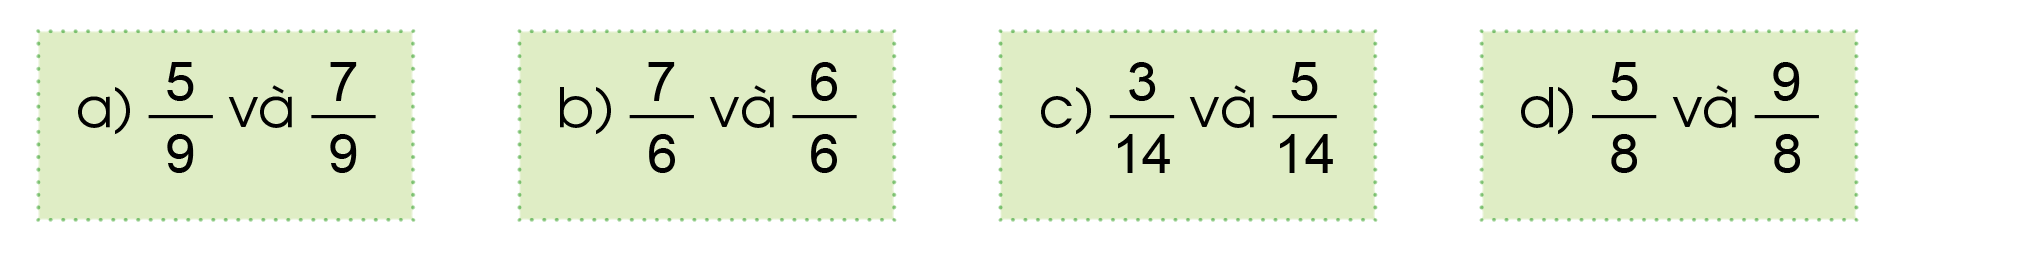 a) 5/9 và 7/9
b) 7/6 và 6/6
c) 3/14 và 5/14
d) 5/8 và 9/8